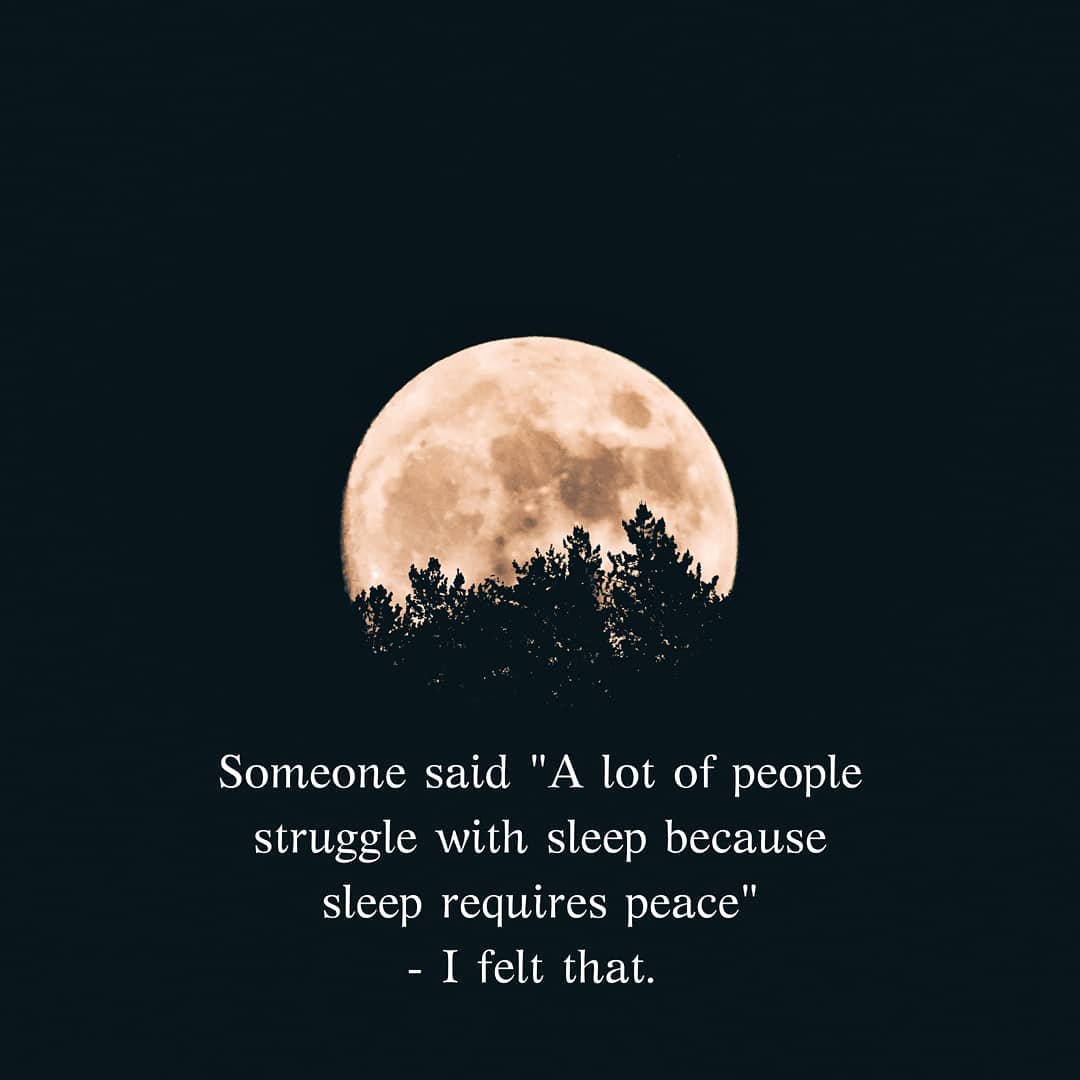 Someone said "A lot of people
struggle with sleep because
sleep requires peace"
- I felt that.